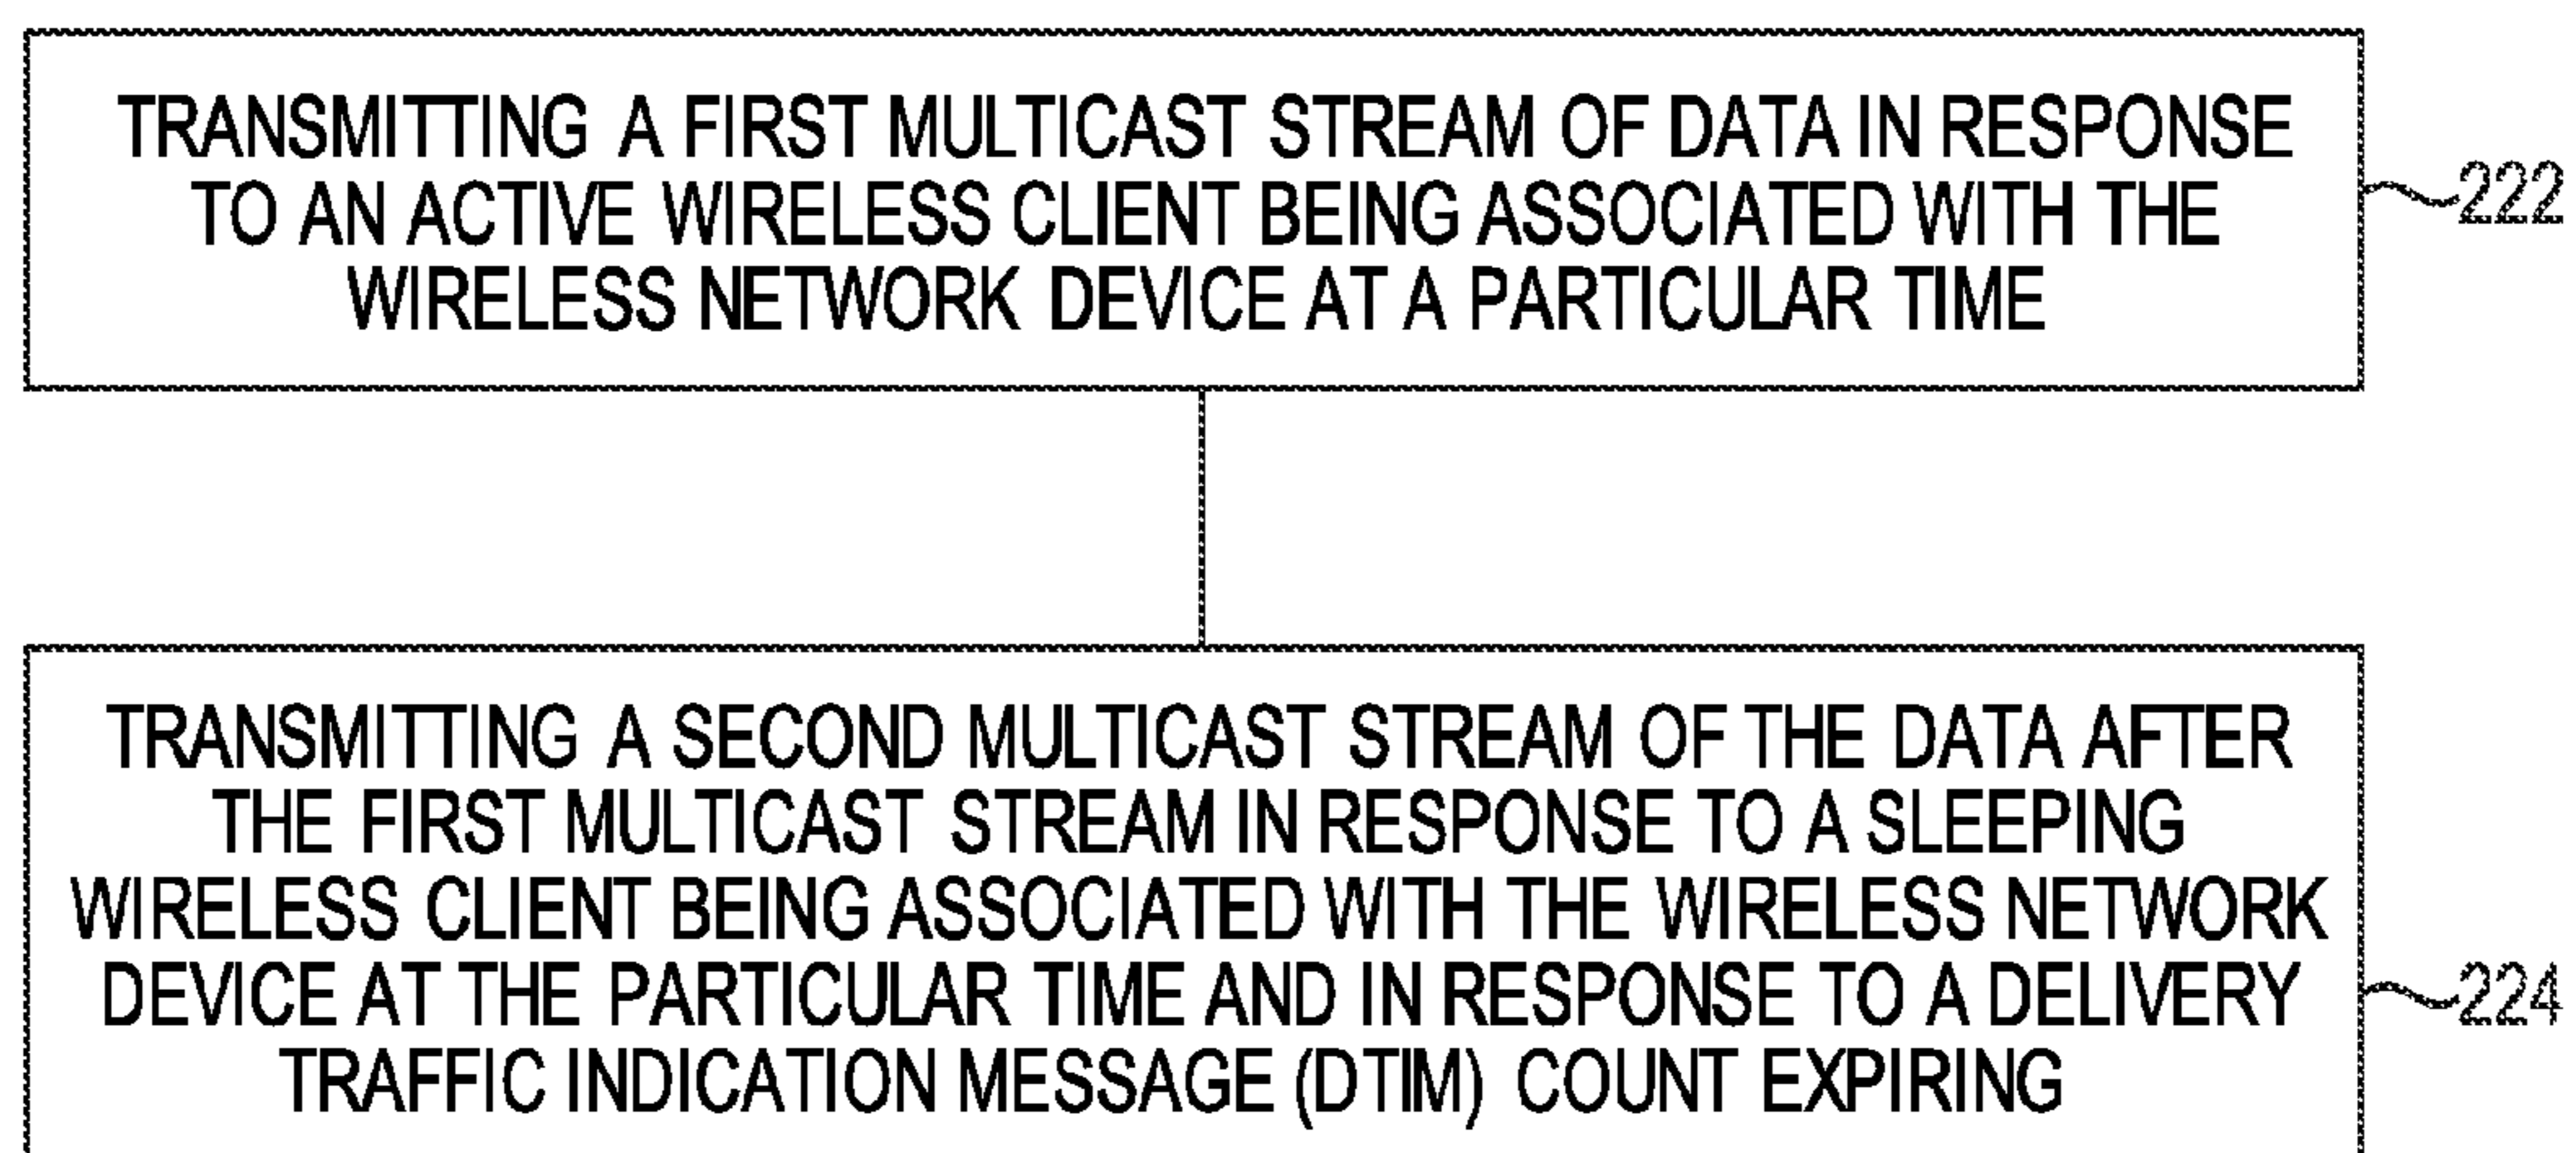 TRANSMITTING A FIRST MULTICAST STREAM OF DATA IN RESPONSE
TO AN ACTIVE WIRELESS CLIENT BEING ASSOCIATED WITH THE
WIRELESS NETWORK DEVICE AT A PARTICULAR TIME
222
TRANSMITTING A SECOND MULTICAST STREAM OF THE DATA AFTER
THE FIRST MULTICAST STREAM IN RESPONSE TO A SLEEPING
WIRELESS CLIENT BEING ASSOCIATED WITH THE WIRELESS NETWORK
DEVICE AT THE PARTICULAR TIME AND IN RESPONSE TO A DELIVERY
TRAFFIC INDICATION MESSAGE (DTIM) COUNT EXPIRING
224